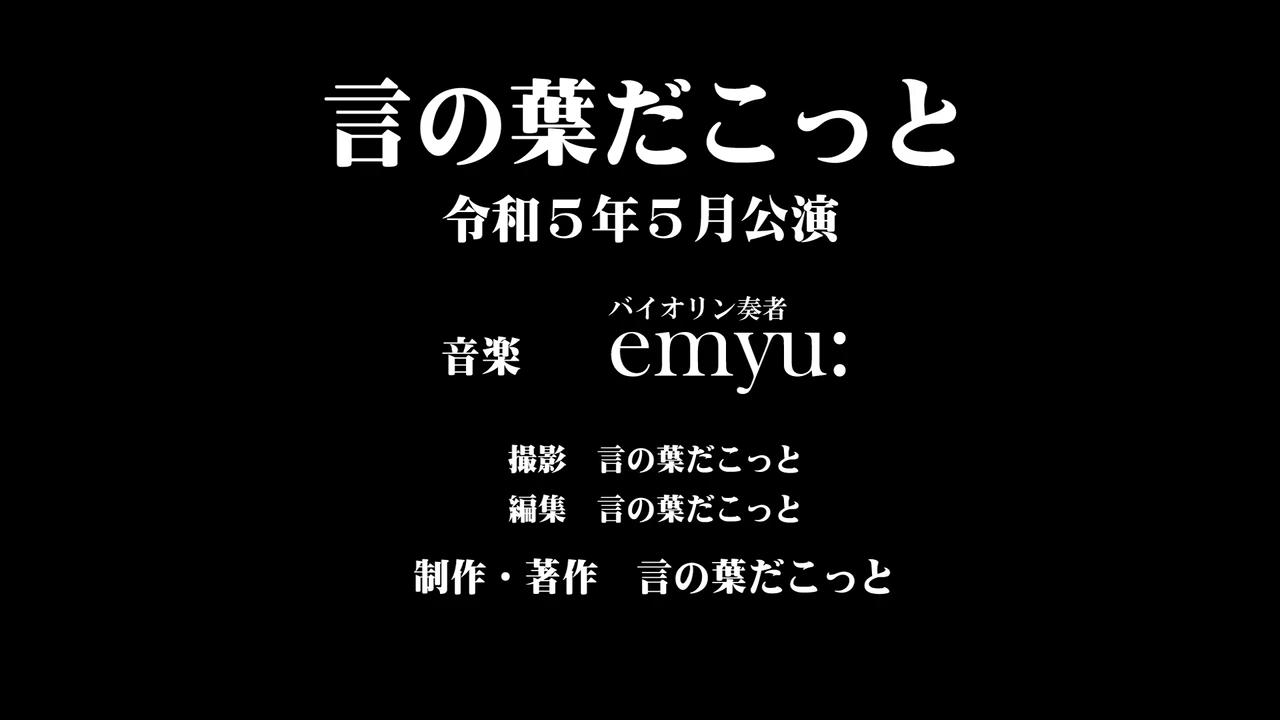 言の葉だこっと
令和５年５月公演
バイオリン奏者
音楽　emyu:
撮影　言の葉だこっと
編集　言の葉だこっと
制作・著作　言の葉だこっと